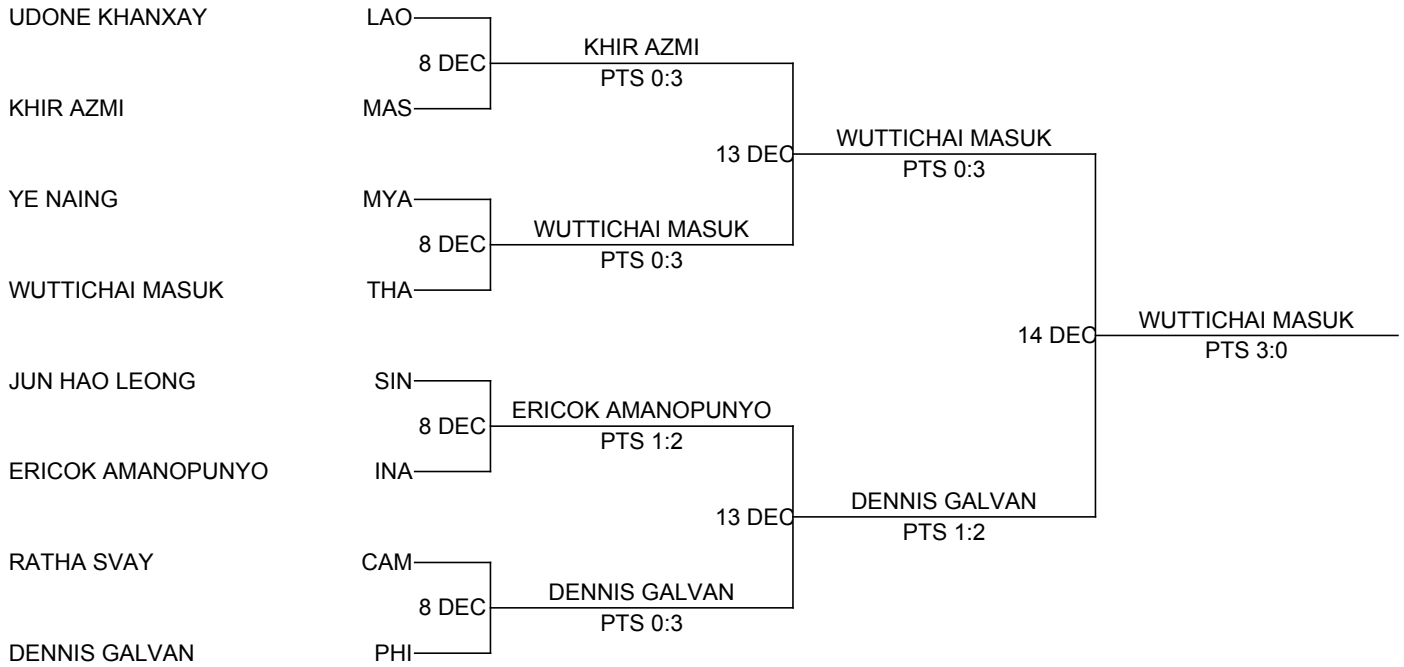 UDONE KHANXAY LAO
8 DEC KHIR AZMI
PTS 0:3
KHIR AZMI MAS
13 DEC WUTTICHAI MASUK
PTS 0:3
YE NAING MYA
8 DEC WUTTICHAI MASUK
PTS 0:3
WUTTICHAI MASUK THA
14 DEC WUTTICHAI MASUK
PTS 3:0
JUN HAO LEONG SIN
8 DEC ERICOK AMANOPUNYO
PTS 1:2
ERICOK AMANOPUNYO INA
13 DEC DENNIS GALVAN
PTS 1:2
RATHA SVAY CAM
8 DEC DENNIS GALVAN
PTS 0:3
DENNIS GALVAN PHI